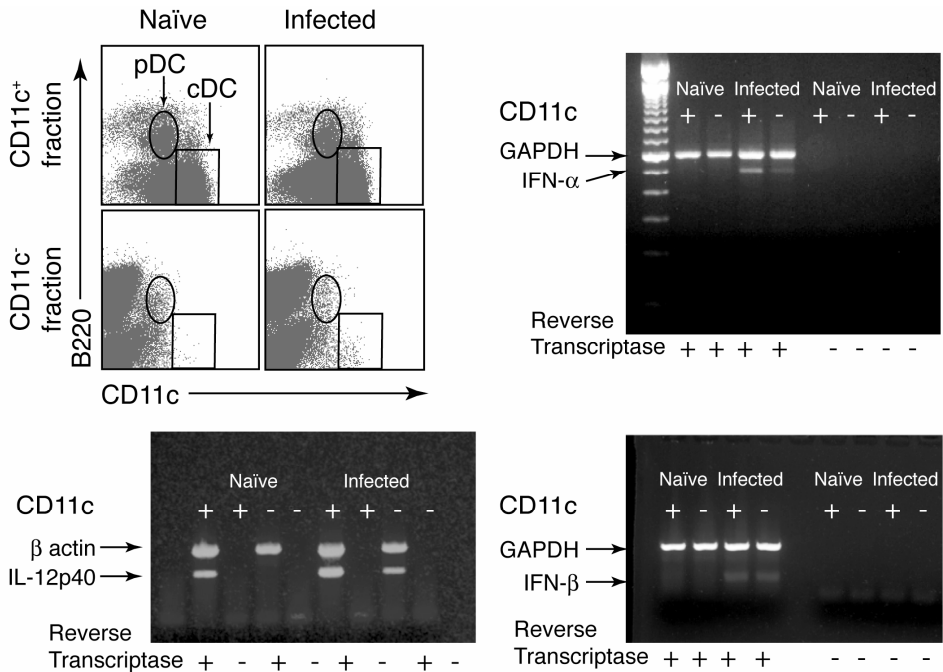 Naïve Infected
CD11c+ fraction
pDC
cDC
CD11c- fraction
B220
CD11c
Naïve Infected Naïve Infected
CD11c + - + - + - + -
GAPDH
IFN-α
Reverse
Transcriptase + + + + - - - -
Naïve Infected
CD11c + + - - + + - -
β actin
IL-12p40
Reverse
Transcriptase + - + - + - + -
Naïve Infected Naïve Infected
CD11c + - + - + - + -
GAPDH
IFN-β
Reverse
Transcriptase + + + + - - - -